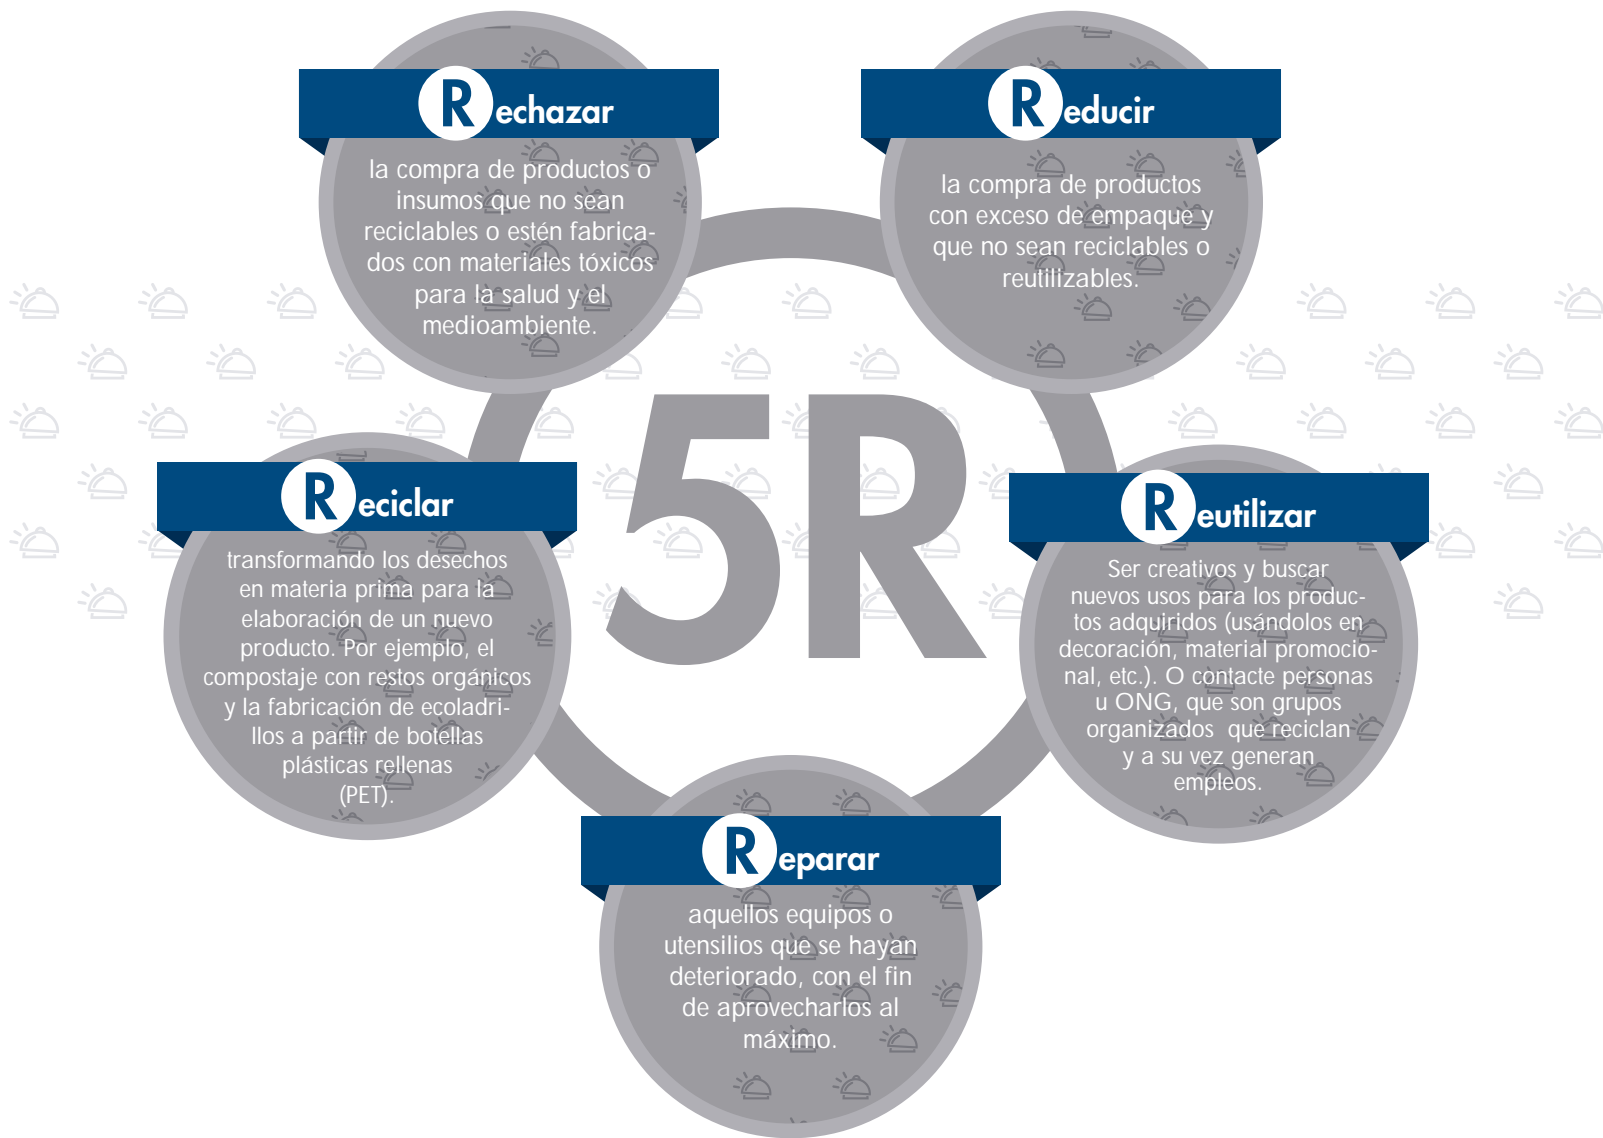 Rechazar
la compra de productos o
insumos que no sean
reciclables o estén fabrica-
dos con materiales tóxicos
para la salud y el
medioambiente.
Reducir
la compra de productos
con exceso de empaque y
que no sean reciclables o
reutilizables.
5R
Reciclar
transformando los desechos
en materia prima para la
elaboración de un nuevo
producto. Por ejemplo, el
compostaje con restos orgánicos
y la fabricación de ecoladri-
llos a partir de botellas
plásticas rellenas
(PET).
Reutilizar
Ser creativos y buscar
nuevos usos para los produc-
tos adquiridos (usándolos en
decoración, material promocio-
nal, etc.). O contacte personas
u ONG, que son grupos
organizados que reciclan
y a su vez generan
empleos.
Reparar
aquellos equipos o
utensilios que se hayan
deteriorado, con el fin
de aprovecharlos al
máximo.